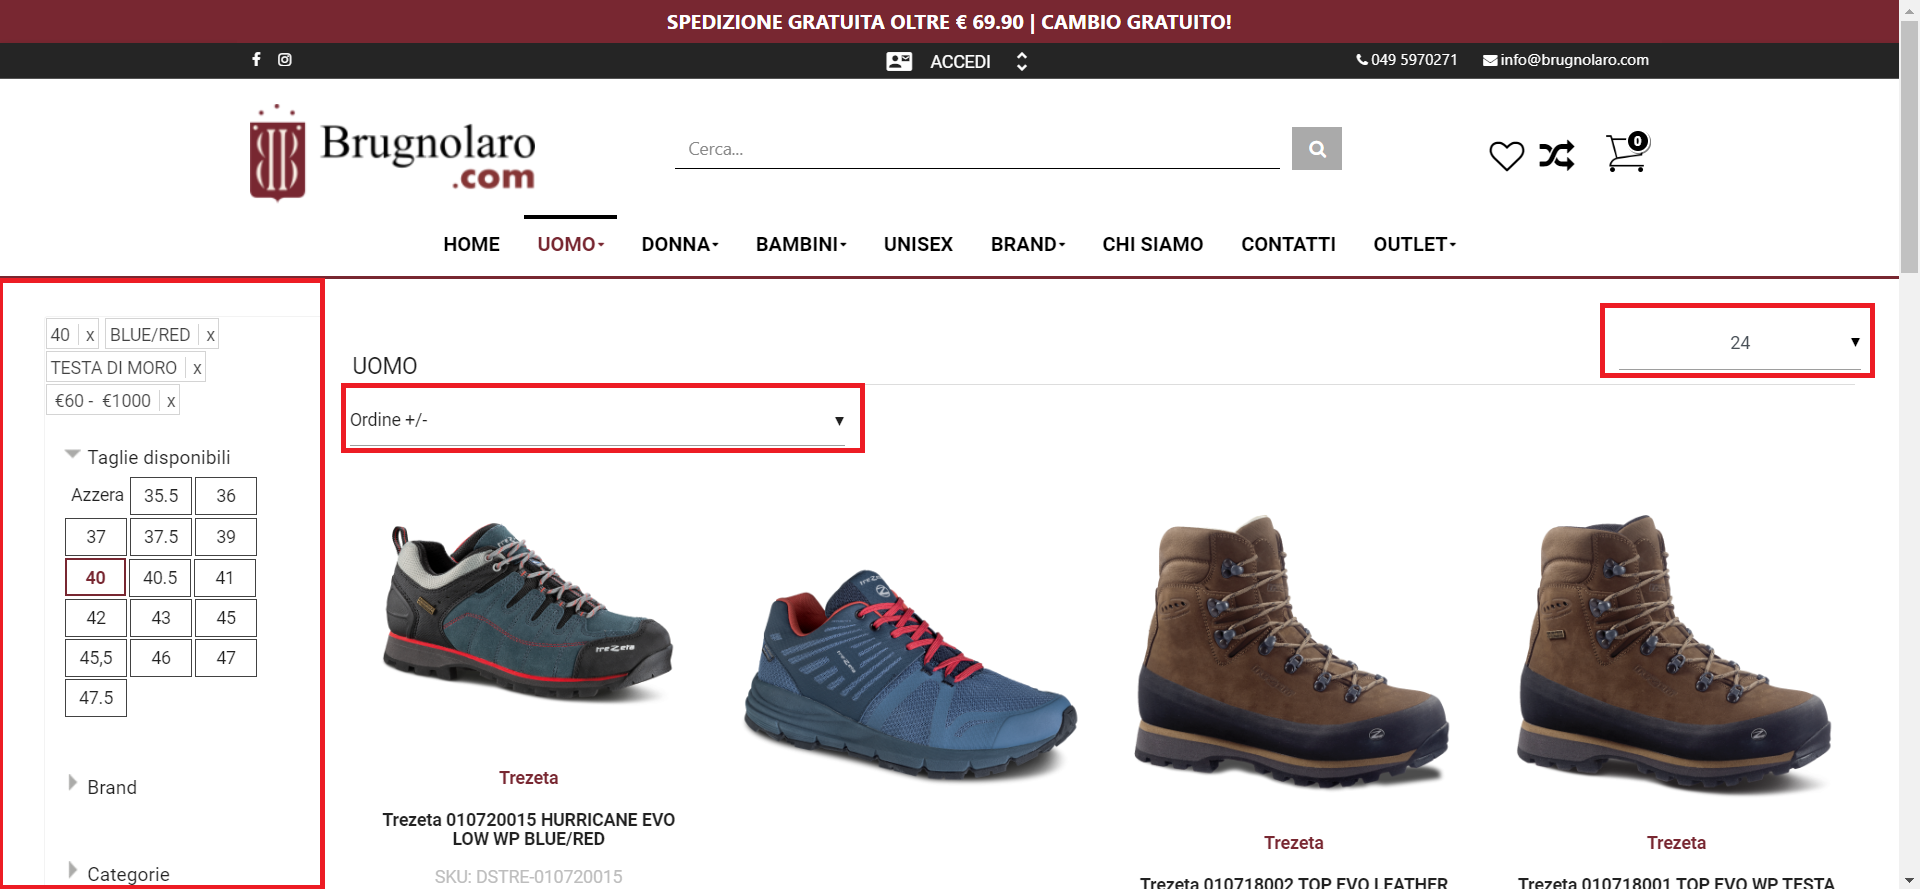 SPEDIZIONE GRATUITA OLTRE € 69.90 | CAMBIO GRATUITO!
ACCEDI
049 5970271
info@brugnolaro.com
Brugnolaro
.com
Cerca...
0
HOME UOMO DONNA BAMBINI UNISEX BRAND CHI SIAMO CONTATTI OUTLET
40 x BLUE/RED x
TESTA DI MORO x
€60 - €1000 x
Taglie disponibili
Azzera 35.5 36
37 37.5 39
40 40.5 41
42 43 45
45,5 46 47
47.5
Brand
Categorie
24
UOMO
Ordine +/-
Trezeta
Trezeta 010720015 HURRICANE EVO
LOW WP BLUE/RED
SKU: DSTRE-010720015
Trezeta
Trezeta 010718002 TOP EVO LEATHER
Trezeta
Trezeta 010718001 TOP EVO WP TESTA